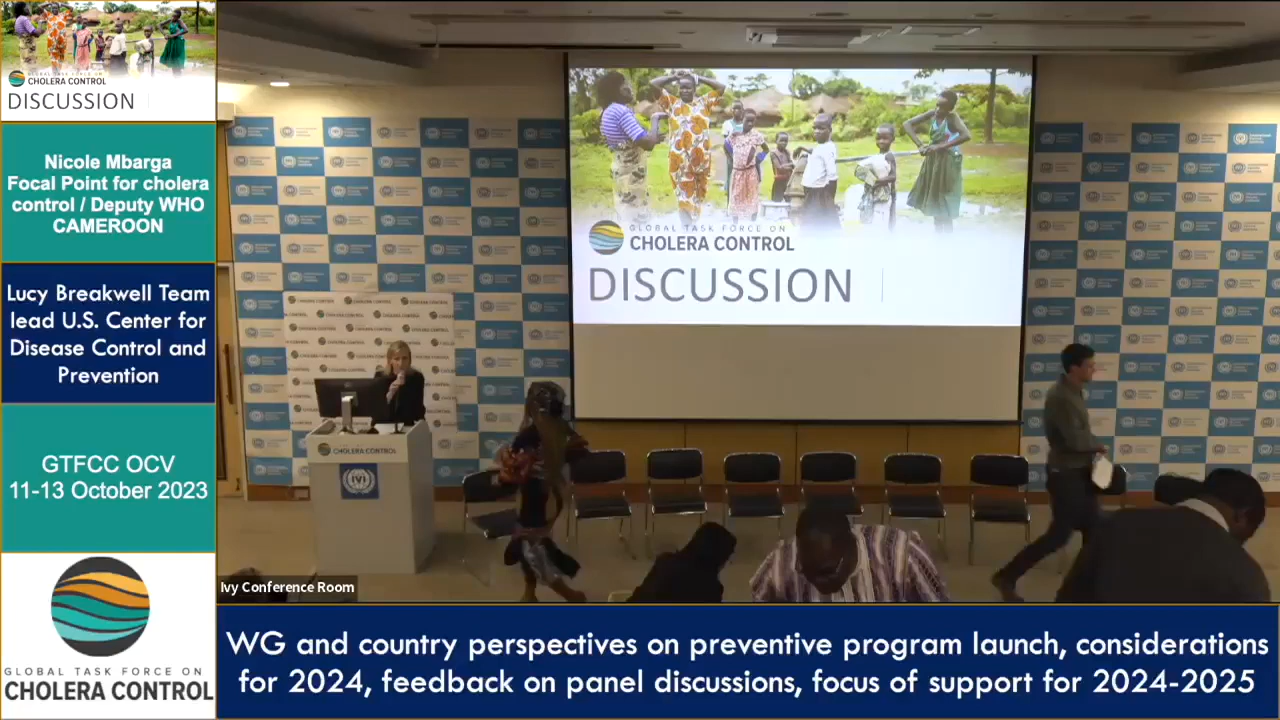 GLOBAL TASK FORCE ON
CHOLERA CONTROL
DISCUSSION
Nicole Mbarga
Focal Point for cholera
control / Deputy WHO
CAMEROON
Lucy Breakwell Team
lead U.S. Center for
Disease Control and
Prevention
GTFCC OCV
11-13 October 2023
GLOBAL TASK FORCE ON
CHOLERA CONTROL
GLOBAL TASK FORCE ON
CHOLERA CONTROL
DISCUSSION
CHOLERA CONTROL
IVI
Ivy Conference Room
WG and country perspectives on preventive program launch, considerations
for 2024, feedback on panel discussions, focus of support for 2024-2025